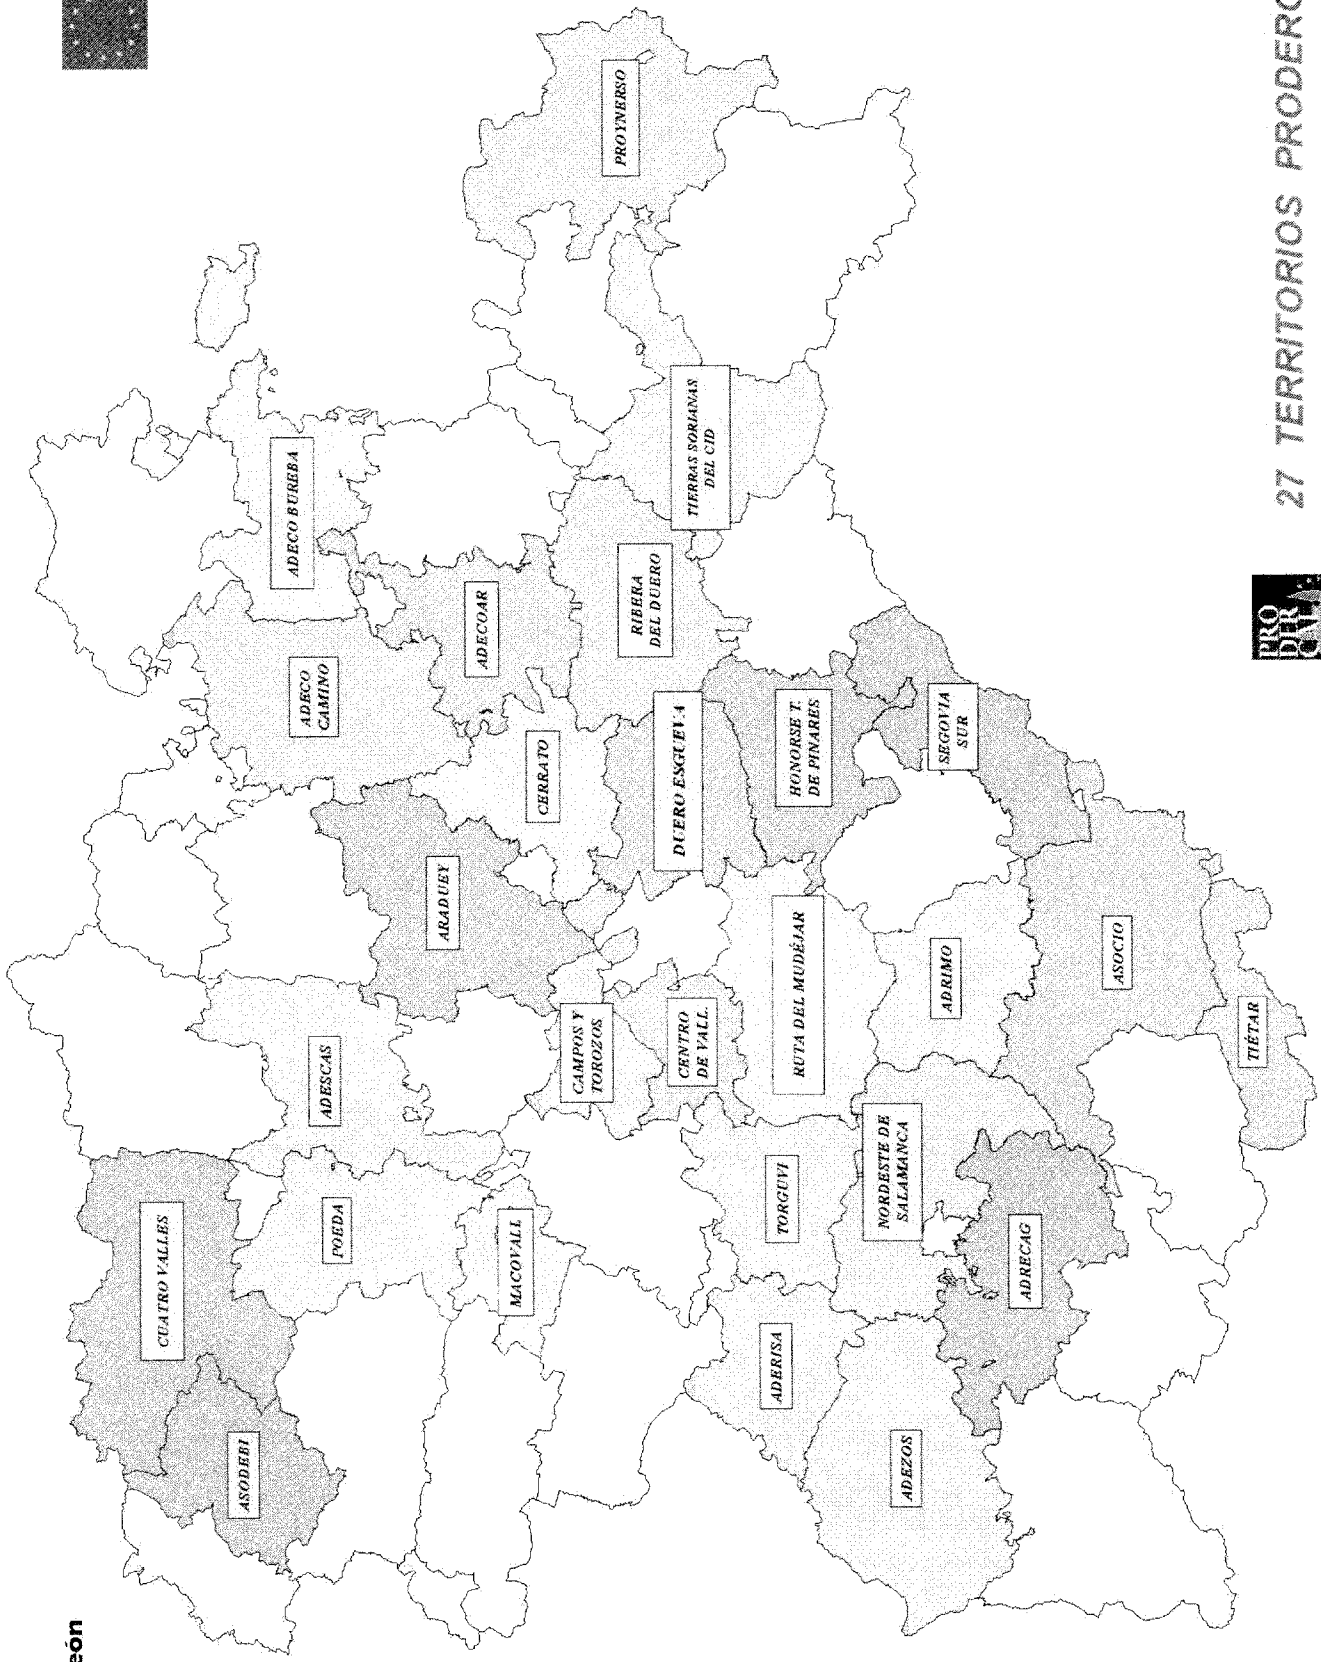 eón
CUATRO VALLES
ASODEBI
POEDA
ADESCAS
MACOVALL
ARADUEY
CAMPOS Y
TOROZOS
CENTRO
DE VALL.
CERRATO
ADECO
CAMINO
ADECO BUREBA
ADECOAR
RIBERA
DEL DUERO
DUERO ESGUEVA
PROYNERSO
TIERRAS SORIANAS
DEL CID
HONORSE T.
DE PINARES
SEGOVIA
SUR
RUTA DEL MUDÉJAR
TORGUVI
ADERISA
ADEZOS
NORDESTE DE
SALAMANCA
ADRECAG
ADRIMO
ASOCIO
TIÉTAR
PRO
DER
CAL
27 TERRITORIOS PRODERC